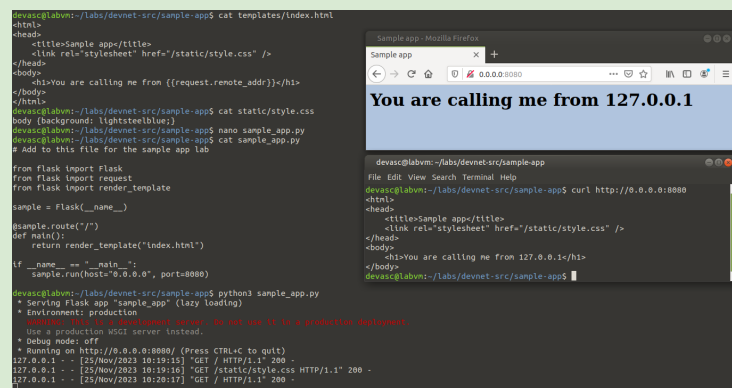 devasc@labvm:~/labs/devnet-src/sample-app$ cat templates/index.html
<html>
<head>
    <title>Sample app</title>
    <link rel="stylesheet" href="/static/style.css" />
</head>
<body>
    <h1>You are calling me from {{request.remote_addr}}</h1>
</body>
</html>
devasc@labvm:~/labs/devnet-src/sample-app$ cat static/style.css
body {background: lightsteelblue;}
devasc@labvm:~/labs/devnet-src/sample-app$ nano sample_app.py
devasc@labvm:~/labs/devnet-src/sample-app$ cat sample_app.py
# Add to this file for the sample app lab

from flask import Flask
from flask import request
from flask import render_template

sample = Flask(__name__)

@sample.route("/")
def main():
    return render_template("index.html")

if __name__ == "__main__":
    sample.run(host="0.0.0.0", port=8080)

devasc@labvm:~/labs/devnet-src/sample-app$ python3 sample_app.py
 * Serving Flask app "sample_app" (lazy loading)
 * Environment: production
   WARNING: This is a development server. Do not use it in a production deployment.
   Use a production WSGI server instead.
 * Debug mode: off
 * Running on http://0.0.0.0:8080/ (Press CTRL+C to quit)
127.0.0.1 - - [25/Nov/2023 10:19:15] "GET / HTTP/1.1" 200 -
127.0.0.1 - - [25/Nov/2023 10:19:16] "GET /static/style.css HTTP/1.1" 200 -
127.0.0.1 - - [25/Nov/2023 10:20:17] "GET / HTTP/1.1" 200 -
Sample app - Mozilla Firefox
Sample app
0.0.0.0:8080
You are calling me from 127.0.0.1
devasc@labvm: ~/labs/devnet-src/sample-app
File Edit View Search Terminal Help
devasc@labvm:~/labs/devnet-src/sample-app$ curl http://0.0.0.0:8080
<html>
<head>
    <title>Sample app</title>
    <link rel="stylesheet" href="/static/style.css" />
</head>
<body>
    <h1>You are calling me from 127.0.0.1</h1>
</body>
devasc@labvm:~/labs/devnet-src/sample-app$